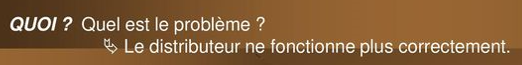 QUOI ? Quel est le problème ?
⮱ Le distributeur ne fonctionne plus correctement.